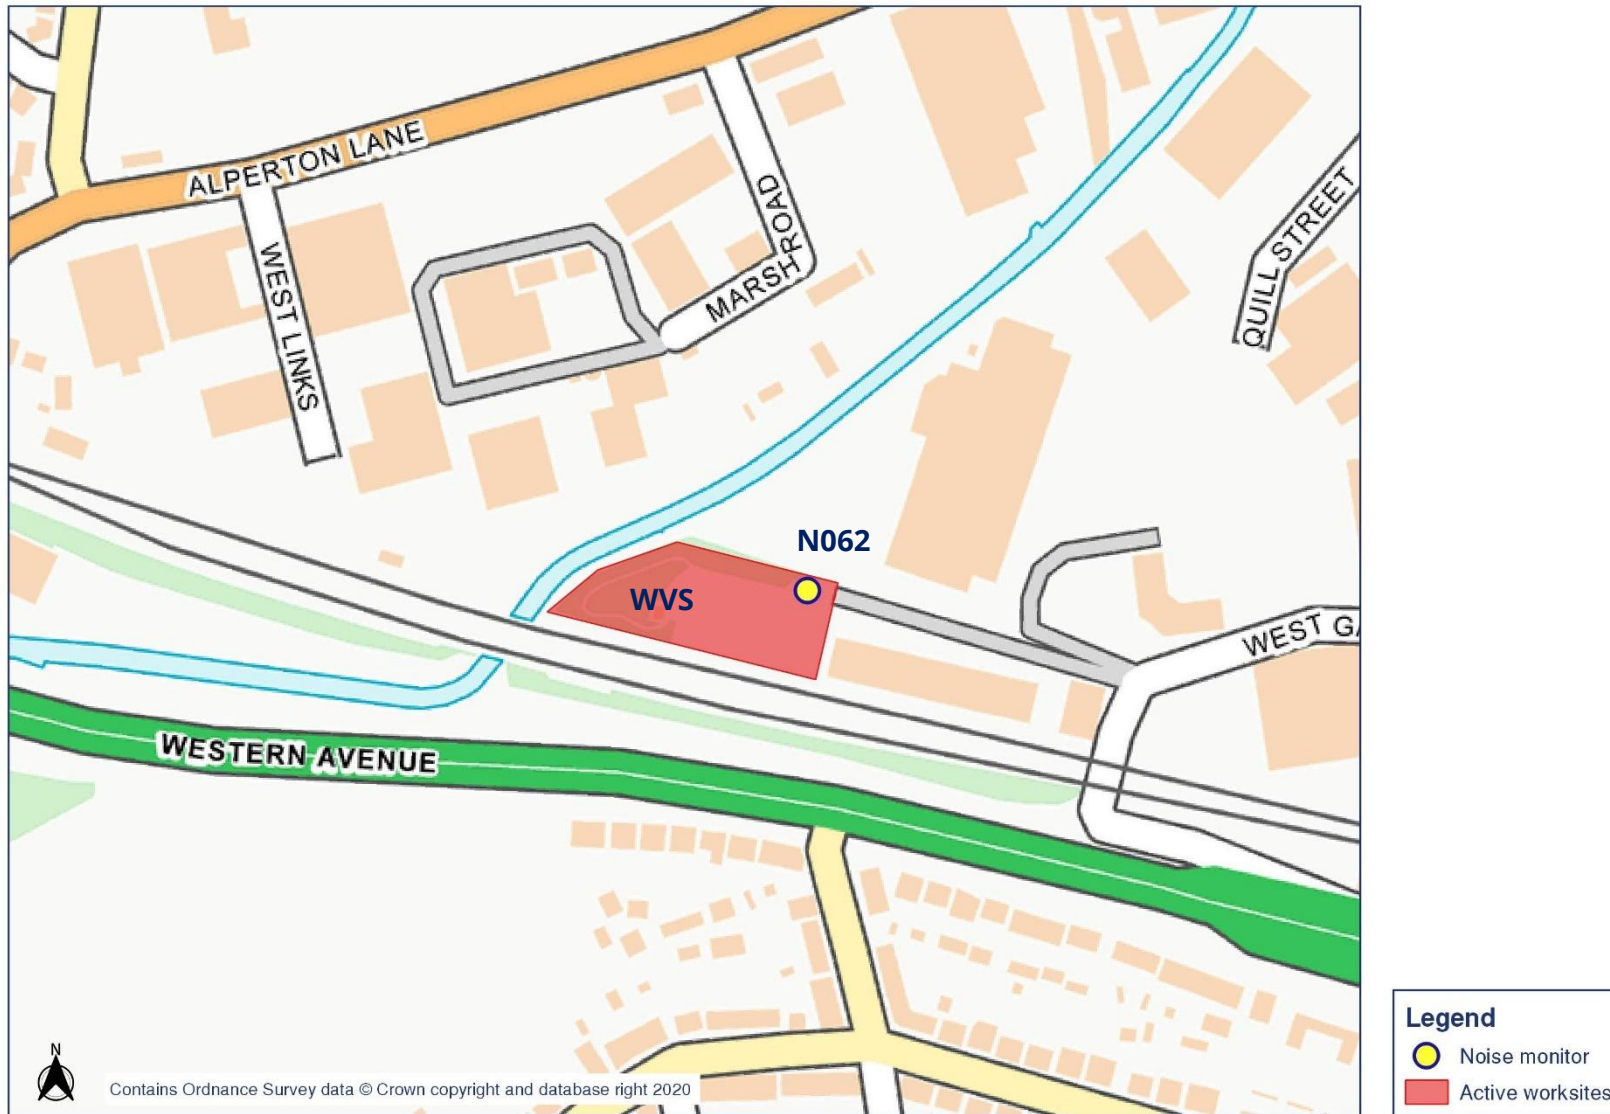 ALPERTON LANE
WEST LINKS
MARSH ROAD
QUILL STREET
N062
WVS
WEST GA
WESTERN AVENUE
N
Contains Ordnance Survey data © Crown copyright and database right 2020
Legend
Noise monitor
Active worksites